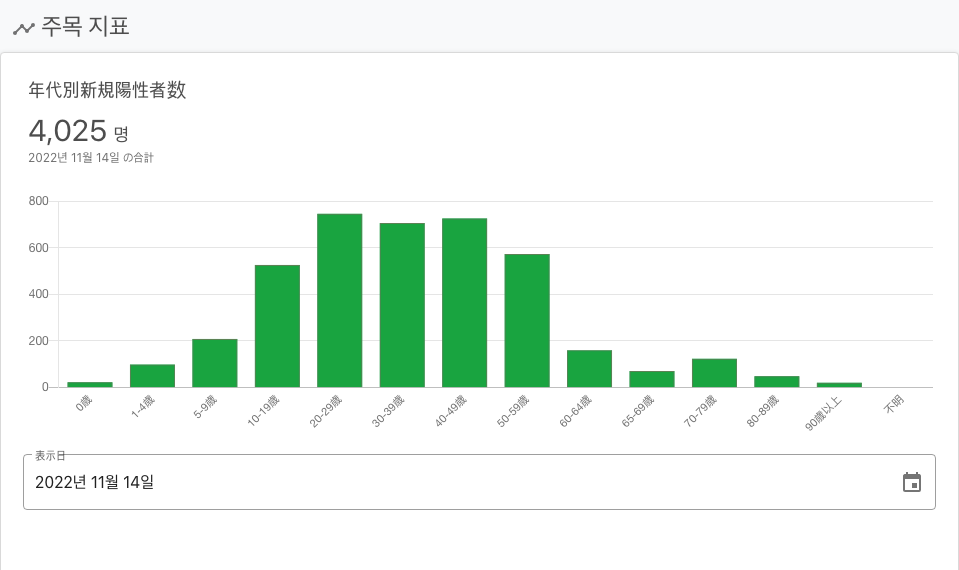 주목 지표
年代別新規陽性者数
4,025 명
2022년 11월 14일 の合計
800
600
400
200
0
0歳
1-4歳
5-9歳
10-19歳
20-29歳
30-39歳
40-49歳
50-59歳
60-64歳
65-69歳
70-79歳
80-89歳
90歳以上
不明
表示日
2022년 11월 14일